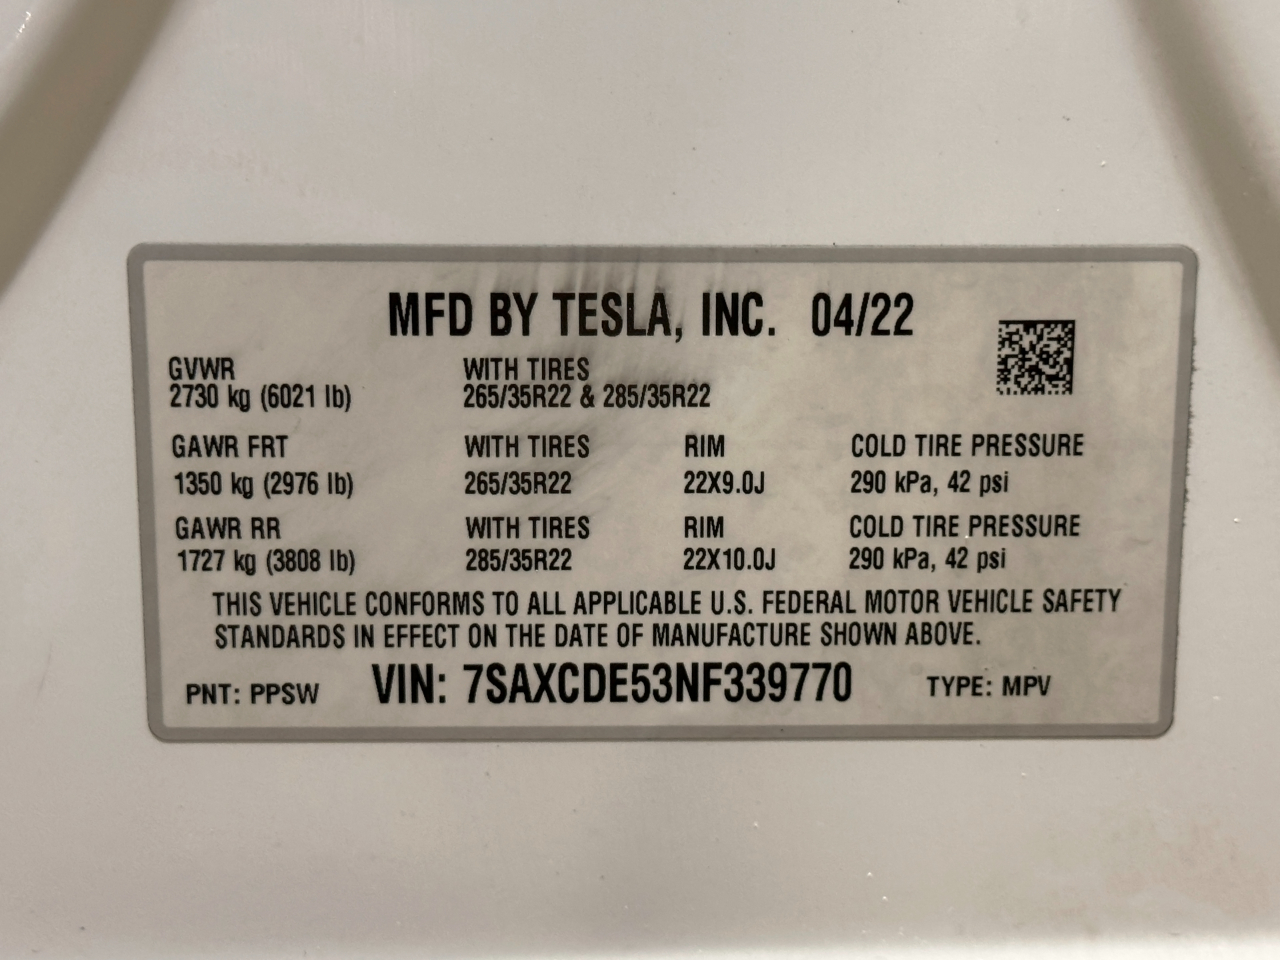 MFD BY TESLA, INC. 04/22
GVWR WITH TIRES
2730 kg (6021 lb) 265/35R22 & 285/35R22
GAWR FRT WITH TIRES RIM COLD TIRE PRESSURE
1350 kg (2976 lb) 265/35R22 22X9.0J 290 kPa, 42 psi
GAWR RR WITH TIRES RIM COLD TIRE PRESSURE
1727 kg (3808 lb) 285/35R22 22X10.0J 290 kPa, 42 psi
THIS VEHICLE CONFORMS TO ALL APPLICABLE U.S. FEDERAL MOTOR VEHICLE SAFETY
STANDARDS IN EFFECT ON THE DATE OF MANUFACTURE SHOWN ABOVE.
PNT: PPSW VIN: 7SAXCDE53NF339770 TYPE: MPV